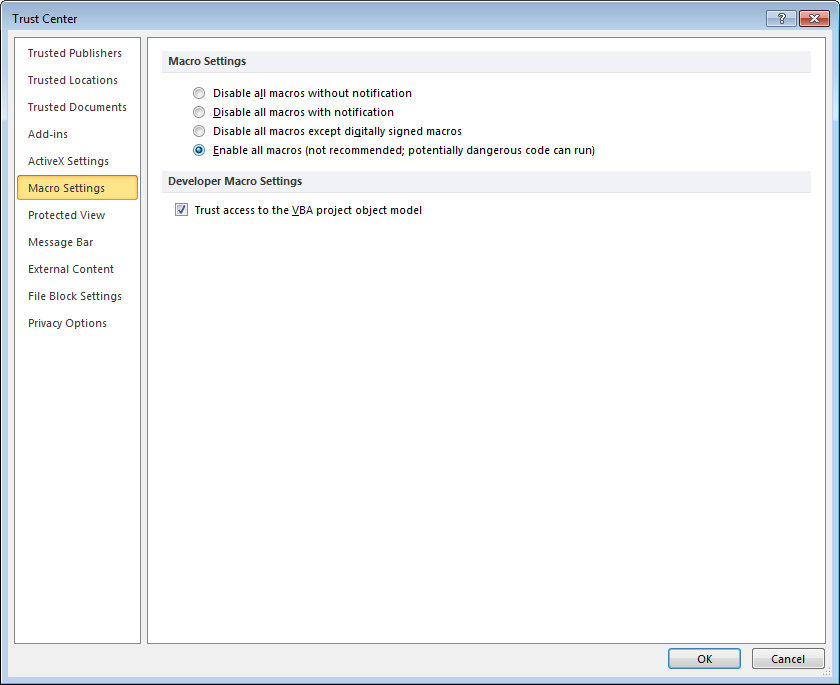 Trust Center
Trusted Publishers
Trusted Locations
Trusted Documents
Add-ins
ActiveX Settings
Macro Settings
Protected View
Message Bar
External Content
File Block Settings
Privacy Options
Macro Settings
Disable all macros without notification
Disable all macros with notification
Disable all macros except digitally signed macros
Enable all macros (not recommended; potentially dangerous code can run)
Developer Macro Settings
Trust access to the VBA project object model
OK Cancel